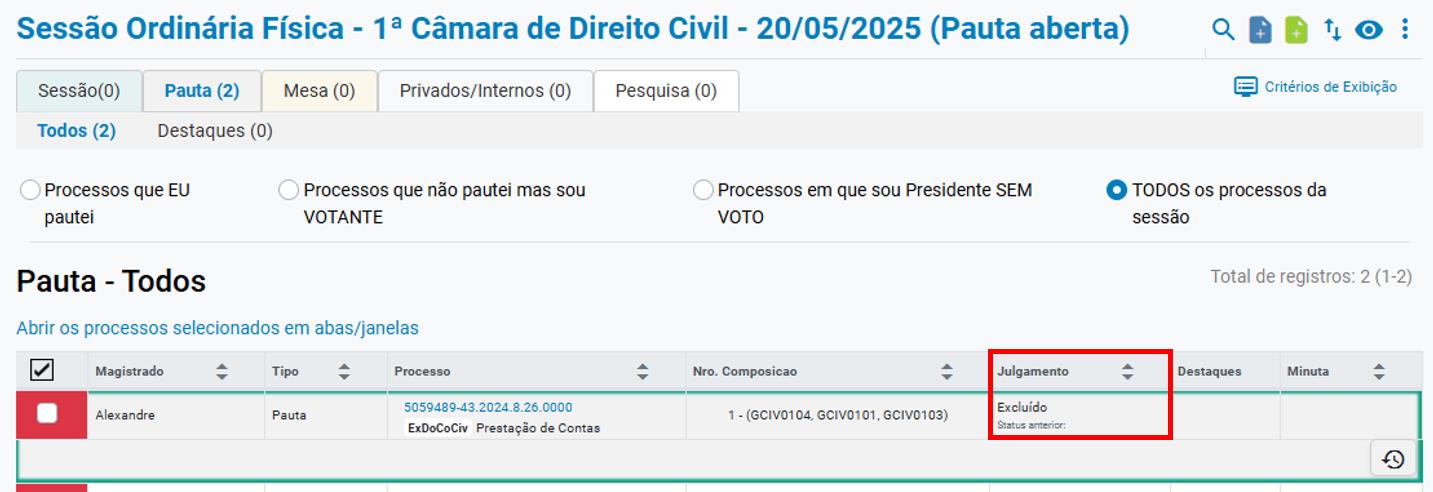 Sessão Ordinária Física - 1ª Câmara de Direito Civil - 20/05/2025 (Pauta aberta)
Sessão(0) Pauta (2) Mesa (0) Privados/Internos (0) Pesquisa (0) Critérios de Exibição
Todos (2) Destaques (0)
Processos que EU pautei
Processos que não pautei mas sou VOTANTE
Processos em que sou Presidente SEM VOTO
TODOS os processos da sessão
Pauta - Todos
Total de registros: 2 (1-2)
Abrir os processos selecionados em abas/janelas
Magistrado Tipo Processo Nro. Composicao Julgamento Destaques Minuta
Alexandre Pauta 5059489-43.2024.8.26.0000 1 - (GCIV0104, GCIV0101, GCIV0103) Excluído
ExDoCoCiv Prestação de Contas Status anterior: